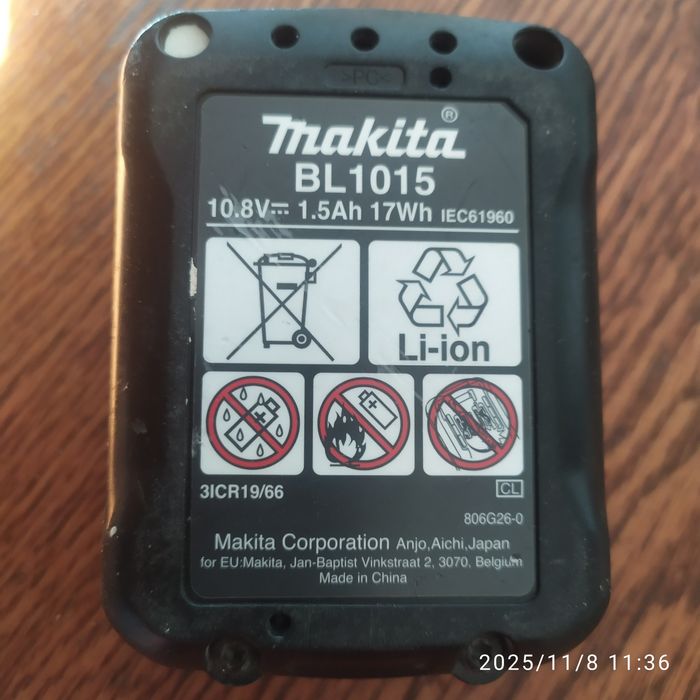 >PC<
makita®
BL1015
10.8V⎓ 1.5Ah 17Wh IEC61960
Li-ion
3ICR19/66
CL
806G26-0
Makita Corporation Anjo,Aichi,Japan
for EU:Makita, Jan-Baptist Vinkstraat 2, 3070, Belgium
Made in China
2025/11/8 11:36